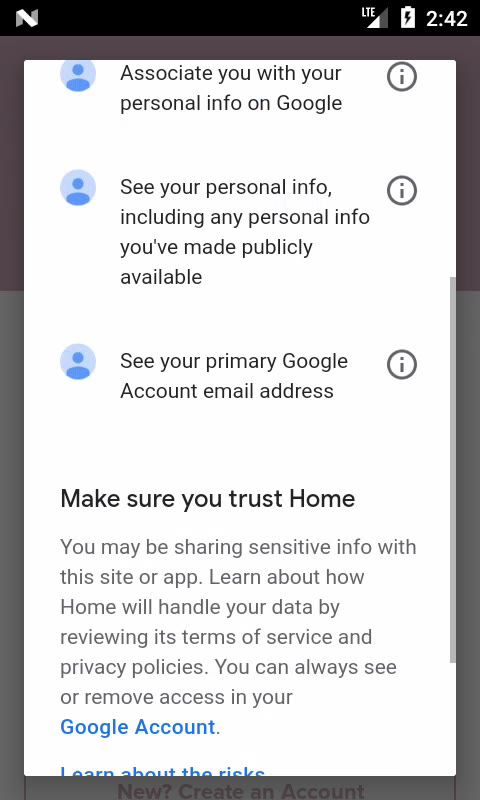 LTE 2:42
Associate you with your
personal info on Google
See your personal info,
including any personal info
you've made publicly
available
See your primary Google
Account email address
Make sure you trust Home
You may be sharing sensitive info with
this site or app. Learn about how
Home will handle your data by
reviewing its terms of service and
privacy policies. You can always see
or remove access in your
Google Account.
Learn about the risks
New? Create an Account